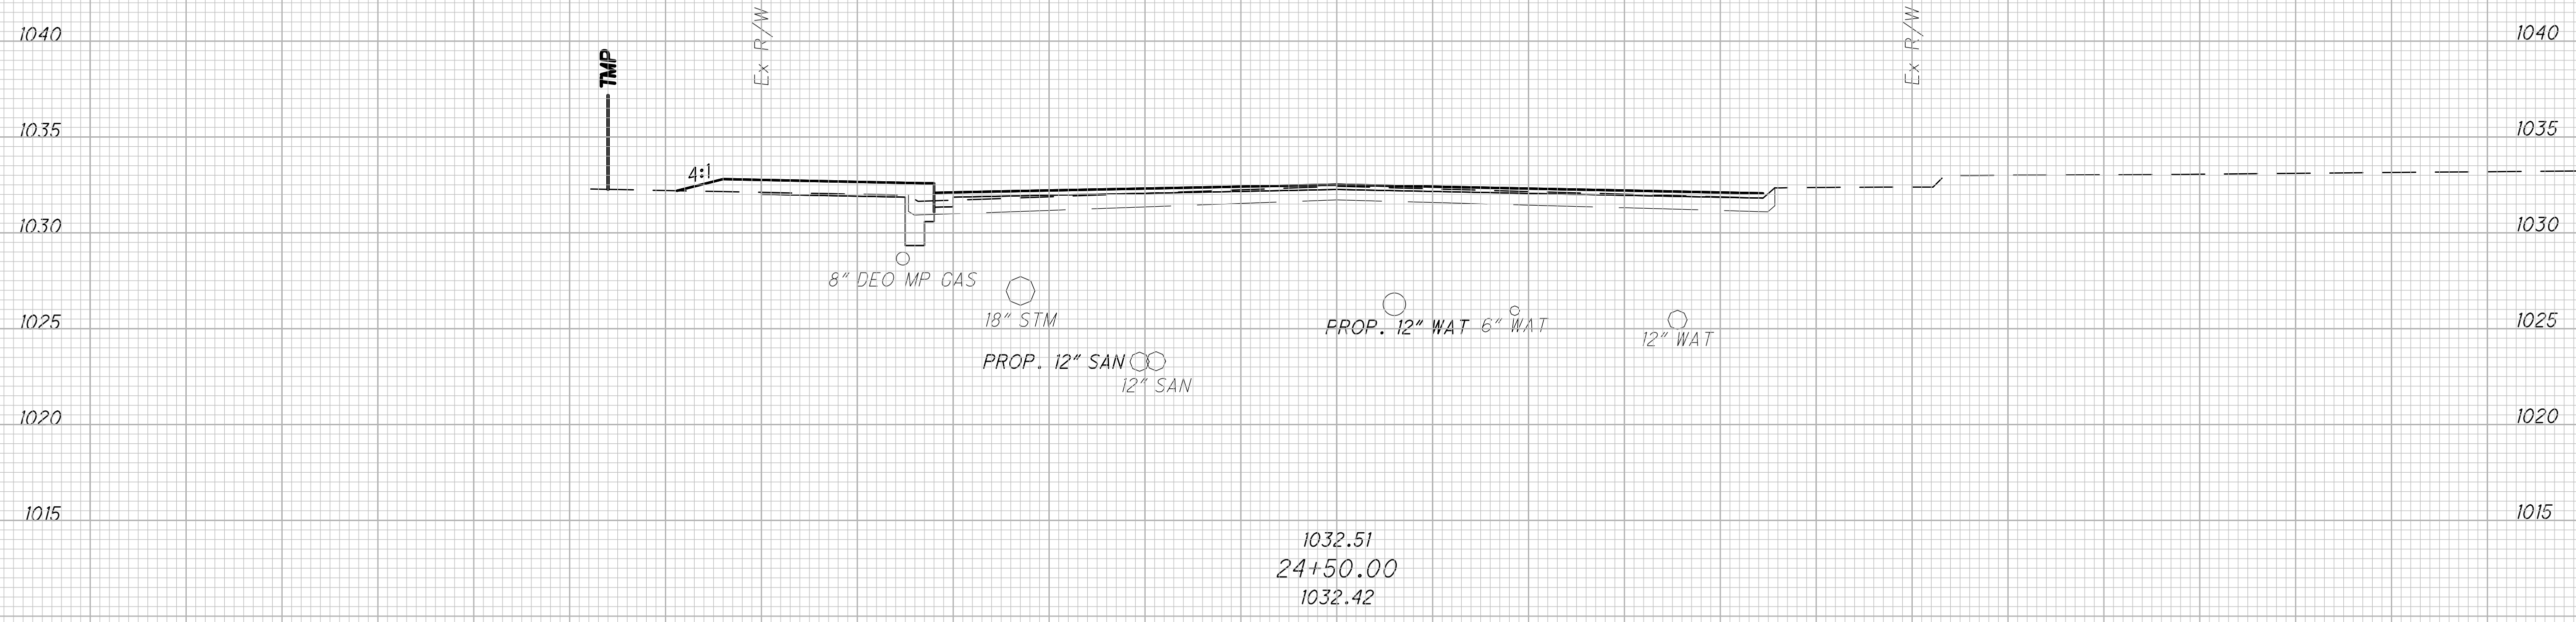 Ex R/W
Ex R/W
1040
1040
TMP
1035
1035
4:1
1030
1030
8" DEO MP GAS
18" STM
1025
PROP. 12" WAT
6" WAT
12" WAT
1025
PROP. 12" SAN
12" SAN
1020
1020
1015
1015
1032.51
24+50.00
1032.42